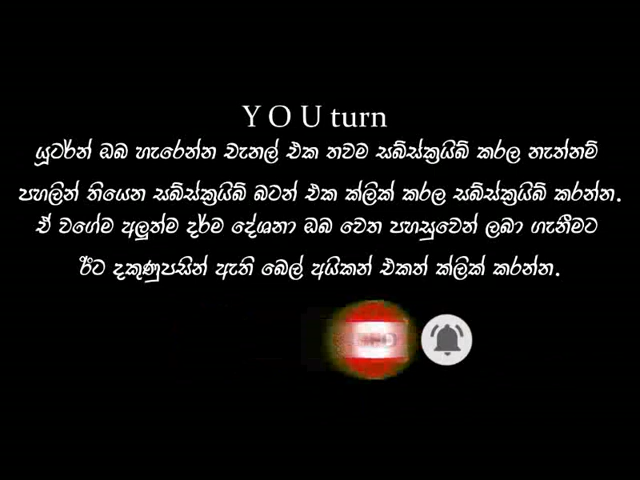 Y O U turn
යූටර්න් ඔබ හැරෙන්න චැනල් එක තවම සබ්ස්ක්‍රයිබ් කරල නැත්නම්
පහලින් තියෙන සබ්ස්ක්‍රයිබ් බටන් එක ක්ලික් කරල සබ්ස්ක්‍රයිබ් කරන්න.
ඒ වගේම අලුත්ම දර්ම දේශනා ඔබ වෙත පහසුවෙන් ලබා ගැනීමට
ඊට දකුණුපසින් ඇති බෙල් අයිකන් එකත් ක්ලික් කරන්න.